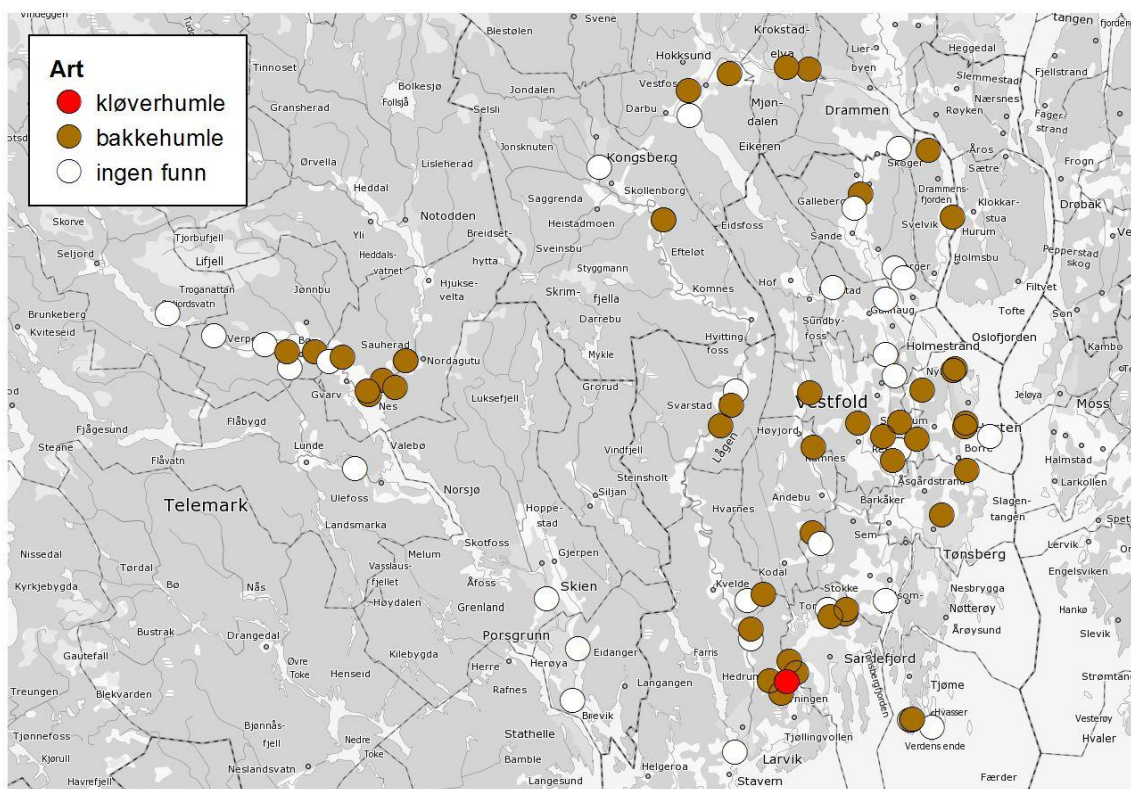 Art
kløverhumle
bakkehumle
ingen funn
Blestølen
Svene
Krokstad-
elva
Hokksund
Lier-
byen
Heggedal
tangen
Fjellstrand
Tinnoset
Bolkesjø
Follsjå
Jondalen
Slemmestad
Nærsnes
Gransherad
Selsli
Darbu
Mjøn-
dalen
Drammen
Røyken
Fager-
strand
Jonsknuten
Eikeren
Åros
Sætre
Ørvella
Lisleherad
Kongsberg
Skoger
Frogn
Heddal
Skollenborg
Drammens-
fjorden
Klokkar-
stua
Drøbak
Skorve
Notodden
Saggrenda
Heistadmoen
Eidsfoss
Sande
Svelvik
Hurum
Tjorbufjell
Yli
Breidset-
hytta
Sveinsbu
Efteløt
Pepperstad
skog
Seljord
Lifjell
Heddals-
vatnet
Styggmann
Holmsbu
Troganattan
Jønnbu
Hjukse-
velta
Skrim-
fjella
Komnes
Hof
Filtvet
Brunkeberg
Kviteseid
Darrebu
Sundby-
foss
Tofte
Son
Sauherad
Nordagutu
Mykle
Hvitting-
foss
Holmestrand
Oslofjorden
Kambo
Gvarv
Nes
Grorud
Luksefjell
Svarstad
Vestfold
Jeløya
Moss
Fjågesund
Flåbygd
Høyjord
Steane
Lunde
Valebø
Vindfjell
Lågen
Borre
Halmstad
Flåvatn
Steinsholt
Åsgårdstrand
Larkollen
Ulefoss
Norsjø
Siljan
Andebu
Barkåker
Telemark
Hoppe-
stad
Hvarnes
Slagen-
tangen
Landsmarka
Sem
Nissedal
Skotfoss
Gjerpen
Tønsberg
Tørdal
Melum
Vasslaus-
fjellet
Engelsviken
Kyrkjebygda
Bø
Nås
Åfoss
Skien
Kvelde
Kodal
Stokke
Nesbrygga
Høydalen
Grenland
Nøtterøy
Hankø
Bustrak
Drangedal
Porsgrunn
Årøysund
Slevik
Gautefall
Kilebygda
Herøya
Eidanger
Farris
Sandefjord
Øvre
Toke
Henseid
Herre
Tønsbergfjorden
Treungen
Blekvarden
Rafnes
Langangen
Tjøme
Bjønnås-
fjell
Brevik
Hvasser
Vesterøy
Tjønnefoss
Stathelle
Tjøllingvollen
Verdens ende
Hvaler
Kjørull
Nedre
Toke
Bamble
Larvik
Neslandsvatn
Helgeroa
Havrefjell
Langesund
Stavern
Færder